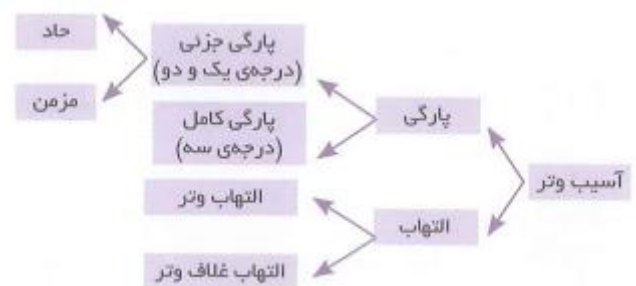 آسیب وتر
پارگی
پارگی جزئی
(درجه‌ی یک و دو)
حاد
مزمن
پارگی کامل
(درجه‌ی سه)
التهاب
التهاب وتر
التهاب غلاف وتر